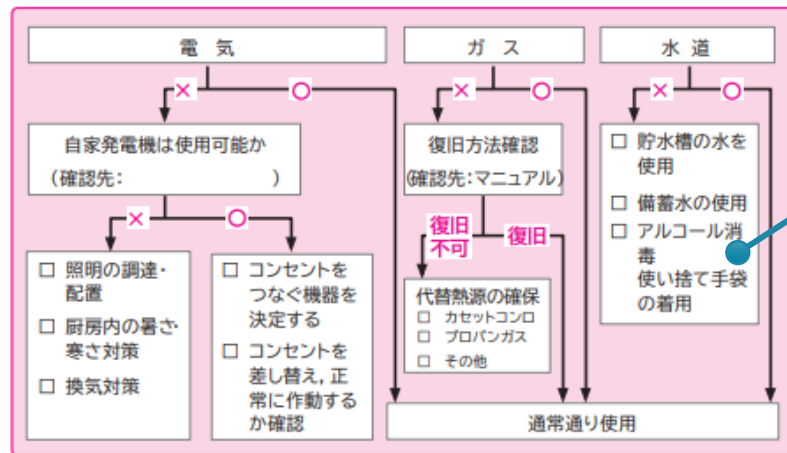 電気
ガス
水道
× ○
× ○
× ○
自家発電機は使用可能か
(確認先： )
復旧方法確認
(確認先：マニュアル)
□ 貯水槽の水を
使用
□ 備蓄水の使用
□ アルコール消
毒
使い捨て手袋
の着用
× ○
復旧
不可
復旧
□ 照明の調達・
配置
□ 厨房内の暑さ・
寒さ対策
□ 換気対策
□ コンセントを
つなぐ機器を
決定する
□ コンセントを
差し替え，正
常に作動する
か確認
代替熱源の確保
□ カセットコンロ
□ プロパンガス
□ その他
通常通り使用